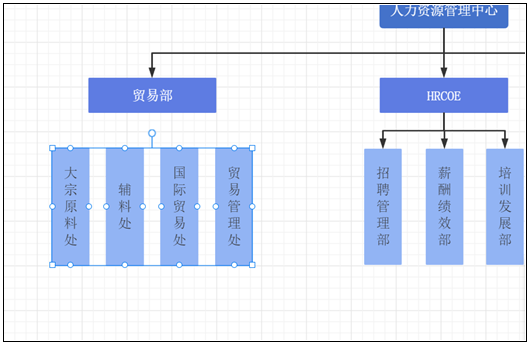 人力资源管理中心
贸易部
HRCOE
大宗原料处
辅料处
国际贸易处
贸易管理处
招聘管理部
薪酬绩效部
培训发展部